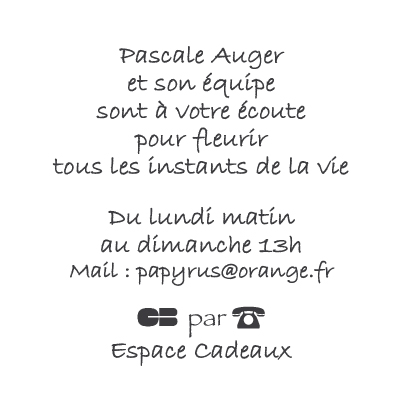 Pascale Auger
et son équipe
sont à votre écoute
pour fleurir
tous les instants de la vie
Du lundi matin
au dimanche 13h
Mail : papyrus@orange.fr
CB par ☎
Espace Cadeaux